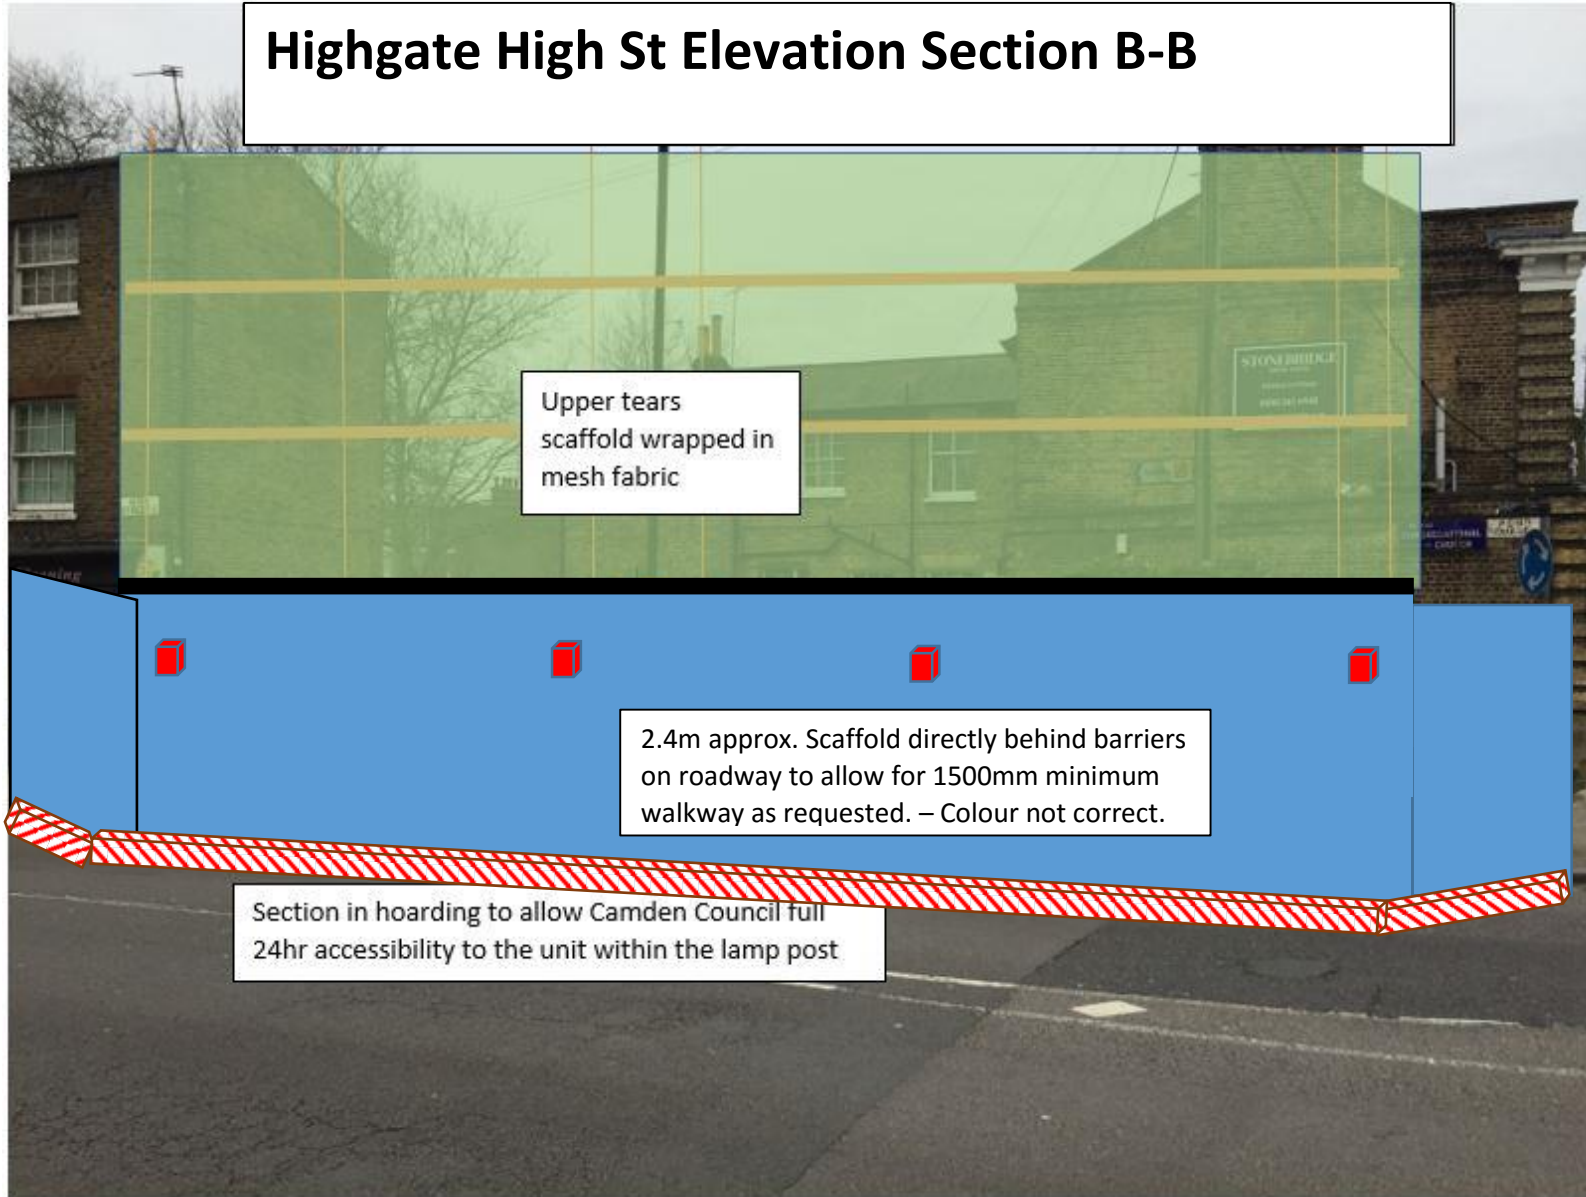 Highgate High St Elevation Section B-B
Upper tears
scaffold wrapped in
mesh fabric
STONEBRIDGE
2.4m approx. Scaffold directly behind barriers
on roadway to allow for 1500mm minimum
walkway as requested. – Colour not correct.
Section in hoarding to allow Camden Council full
24hr accessibility to the unit within the lamp post